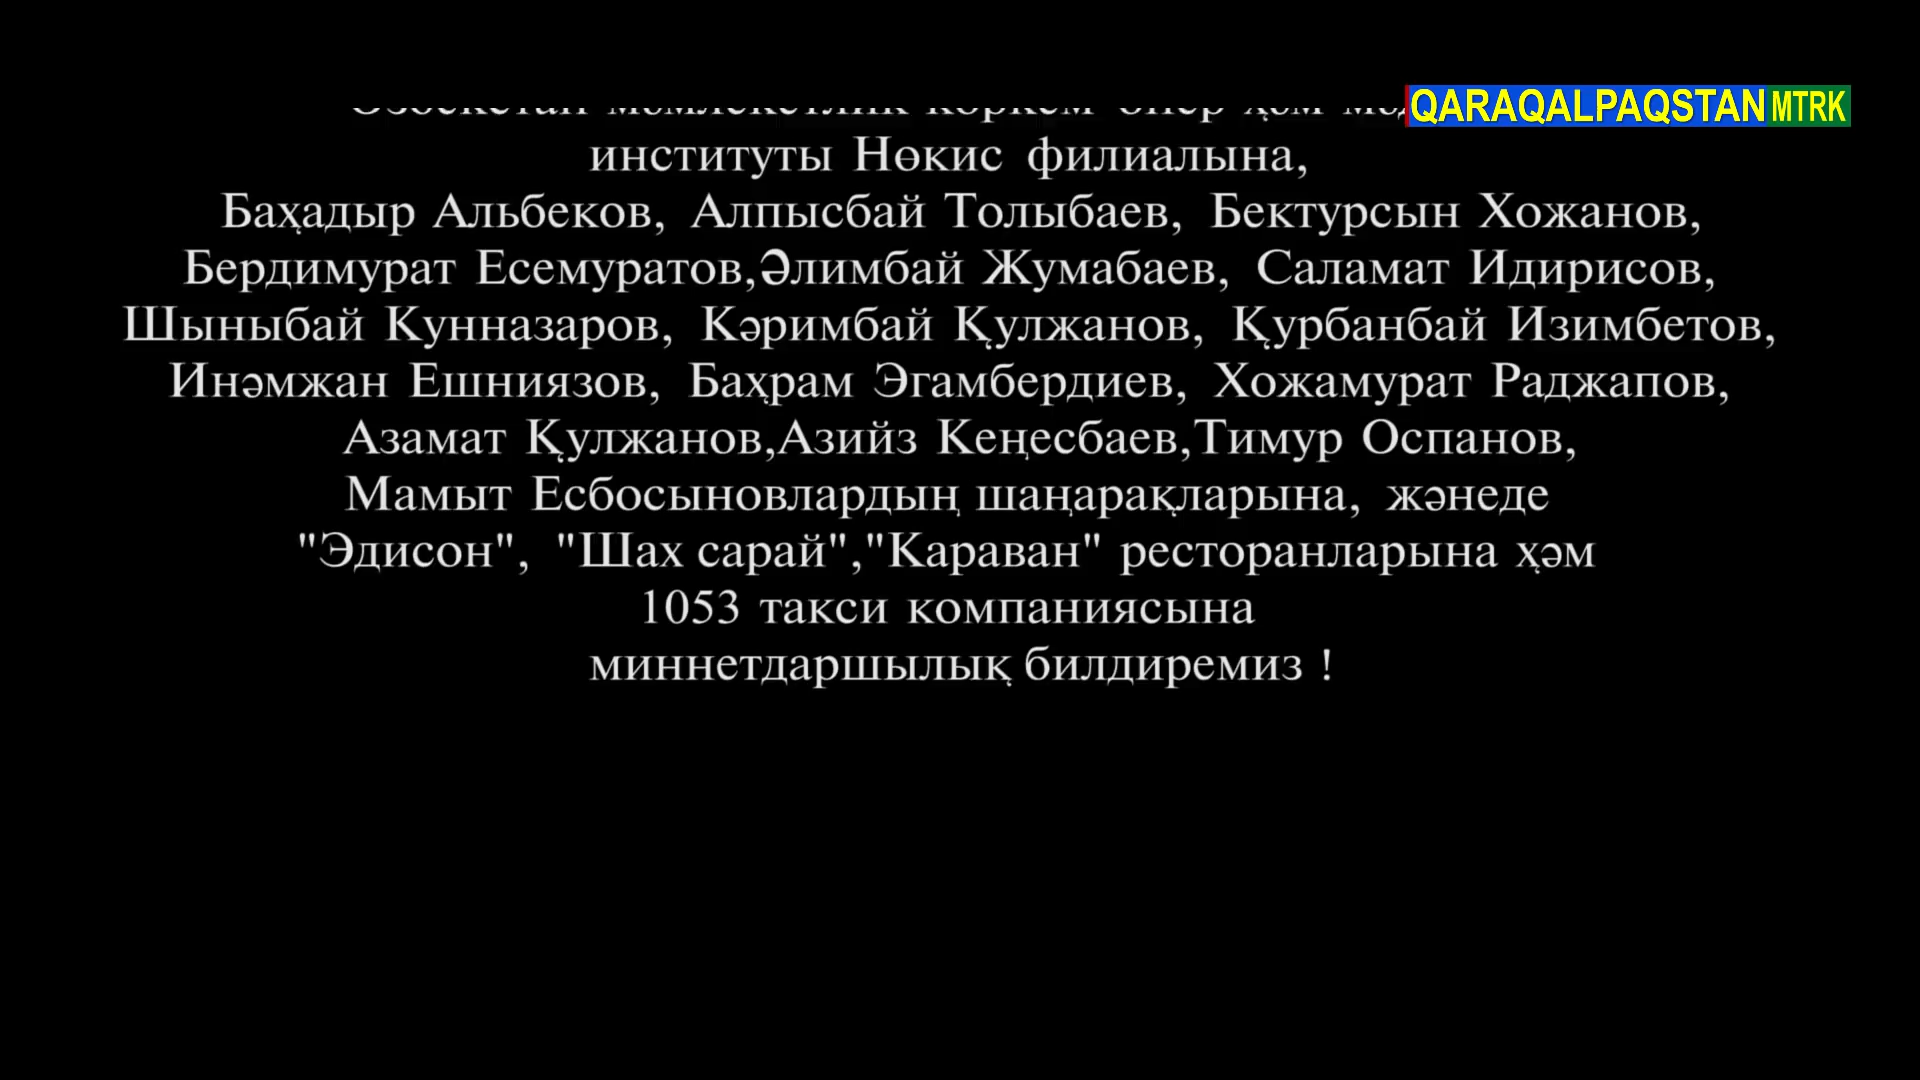 QARAQALPAQSTAN MTRK
институты Нөкис филиалына,
Баҳадыр Альбеков, Алпысбай Толыбаев, Бектурсын Хожанов,
Бердимурат Есемуратов,Әлимбай Жумабаев, Саламат Идирисов,
Шыныбай Кунназаров, Кәримбай Қулжанов, Қурбанбай Изимбетов,
Инәмжан Ешниязов, Баҳрам Эгамбердиев, Хожамурат Раджапов,
Азамат Қулжанов,Азийз Кеңесбаев,Тимур Оспанов,
Мамыт Есбосыновлардың шаңарақларына, жәнеде
"Эдисон", "Шах сарай","Караван" ресторанларына ҳәм
1053 такси компаниясына
миннетдаршылық билдиремиз !